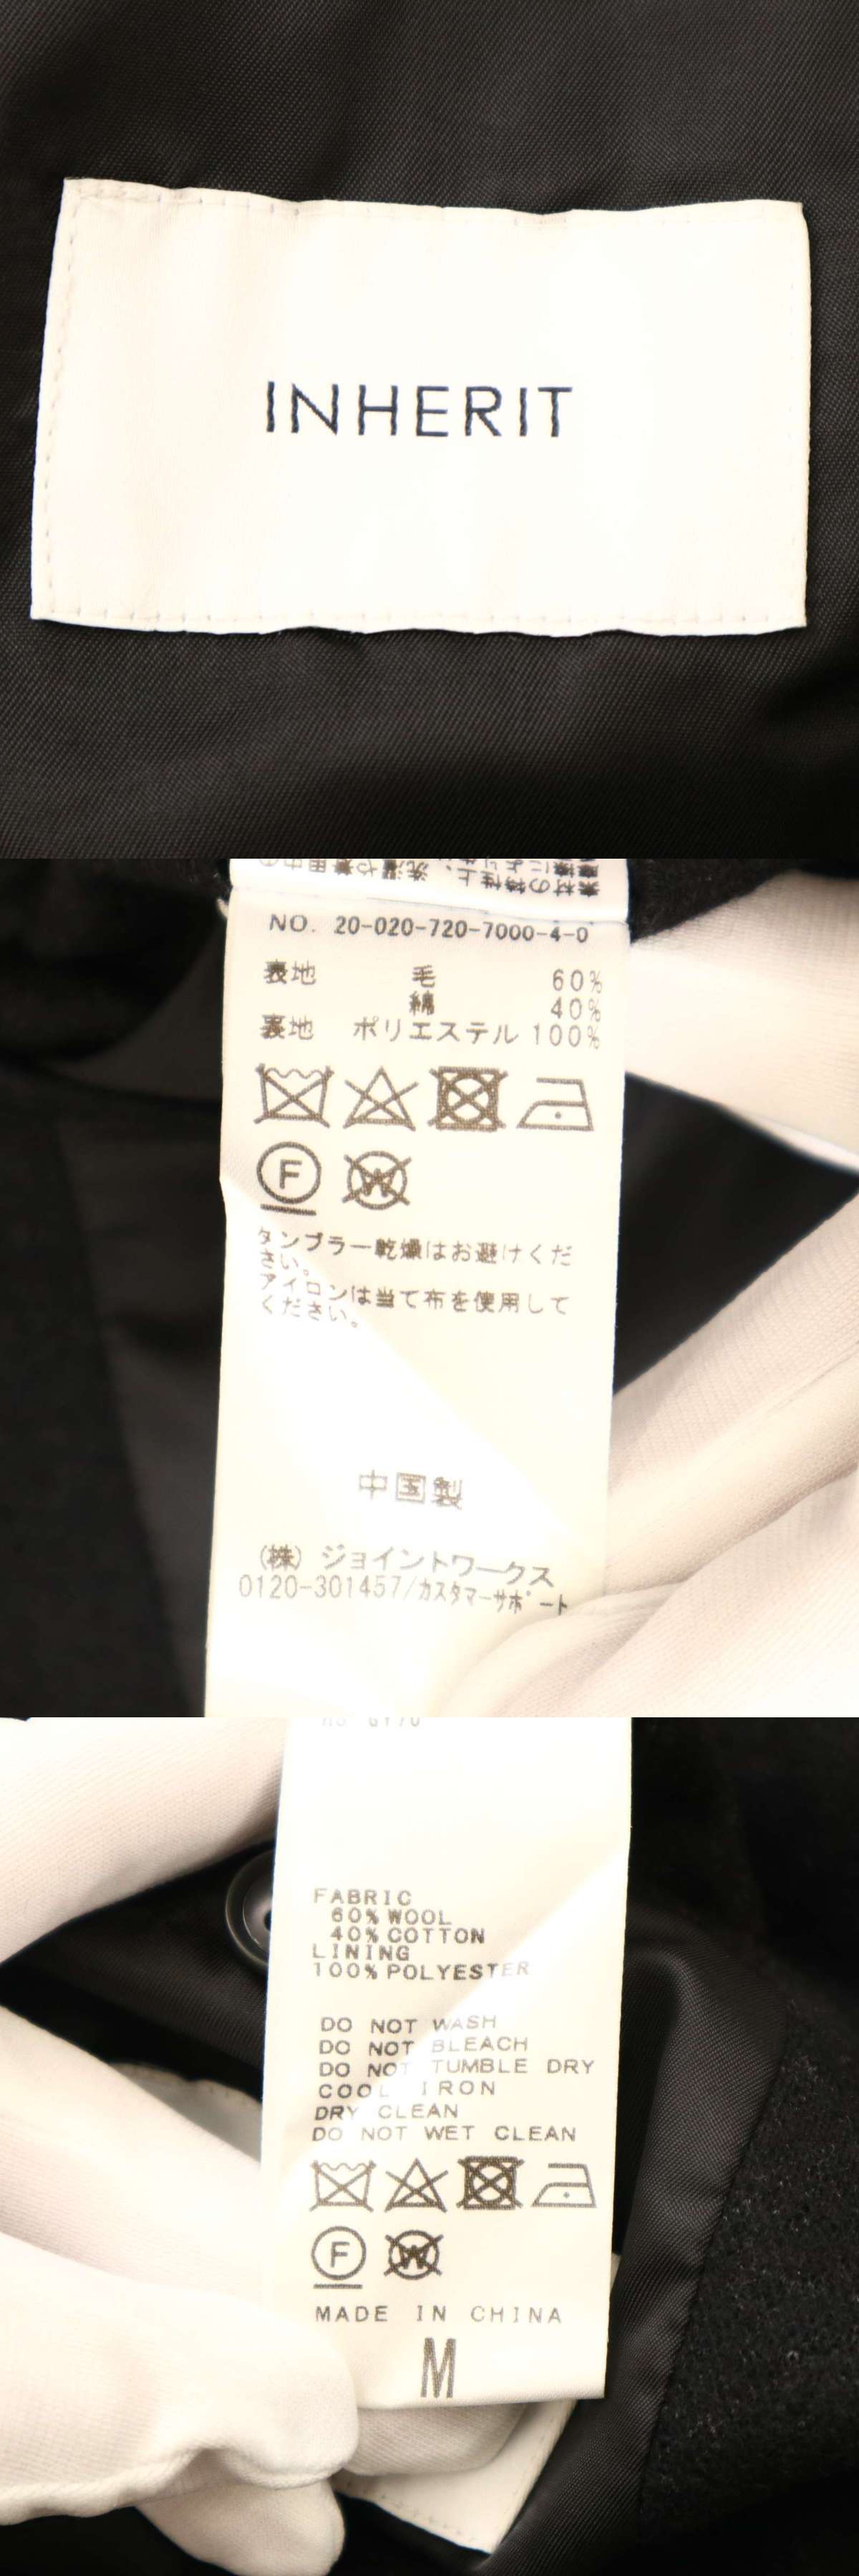 INHERIT
NO. 20-020-720-7000-4-0
表地 毛 60%
綿 40%
裏地 ポリエステル 100%
F
W
タンブラー乾燥はお避けくだ
さい。
アイロンは当て布を使用して
ください。
中国製
(株) ジョイントワークス
0120-301457/カスタマーサポート
FABRIC
60% WOOL
40% COTTON
LINING
100% POLYESTER
DO NOT WASH
DO NOT BLEACH
DO NOT TUMBLE DRY
COOL IRON
DRY CLEAN
DO NOT WET CLEAN
F
W
MADE IN CHINA
M